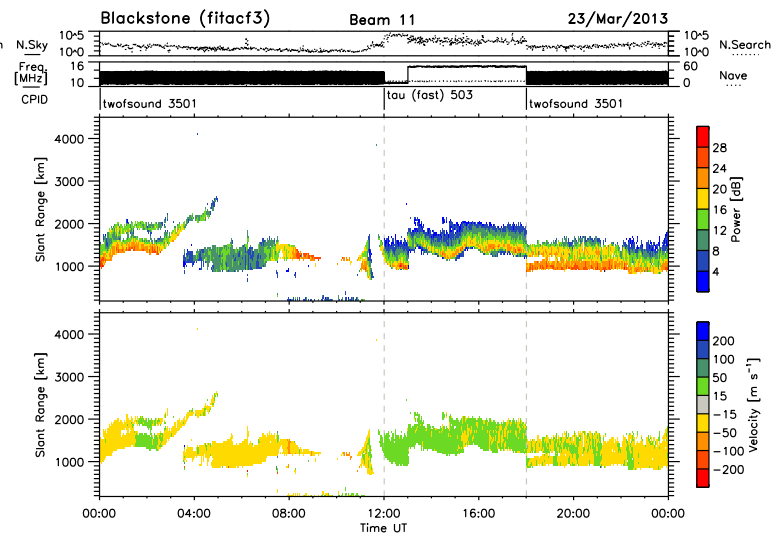 Blackstone (fitacf3) Beam 11 23/Mar/2013
n N.Sky 10^5 10^5 N.Search
10^0 10^0
Freq. 16 60 Nave
[MHz] 10 0
CPID twofsound 3501 tau (fast) 503 twofsound 3501
Slant Range [km]
4000
3000
2000
1000
28
24
20
16
12
8
4
Power [dB]
Slant Range [km]
4000
3000
2000
1000
200
100
50
15
-15
-50
-100
-200
Velocity [m s⁻¹]
00:00 04:00 08:00 12:00 16:00 20:00 00:00
Time UT